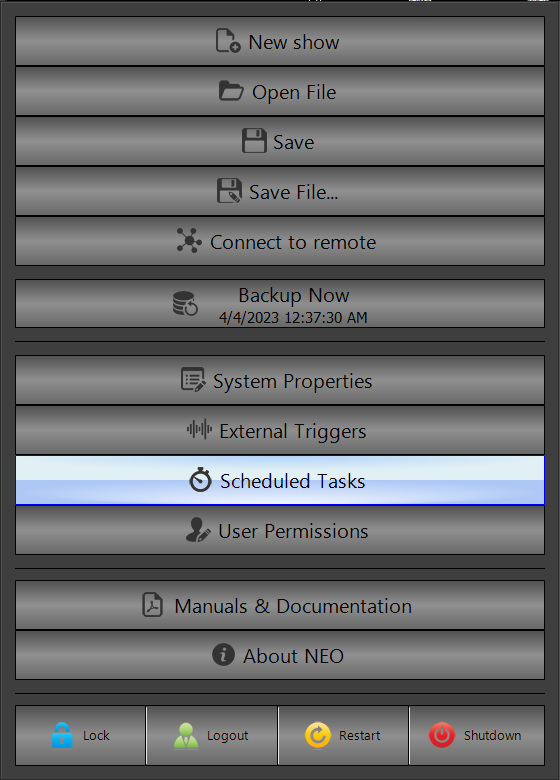 New show
Open File
Save
Save File...
Connect to remote
Backup Now
4/4/2023 12:37:30 AM
System Properties
External Triggers
Scheduled Tasks
User Permissions
Manuals & Documentation
About NEO
Lock
Logout
Restart
Shutdown